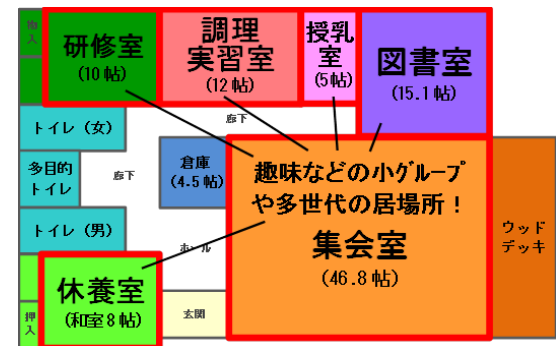 物入
研修室
(10 帖)
調理
実習室
(12 帖)
授乳
室
(5帖)
図書室
(15.1 帖)
トイレ (女)
廊下
多目的
トイレ
廊下
倉庫
(4.5 帖)
趣味などの小グループ
や多世代の居場所!
集会室
(46.8 帖)
ウッド
デッキ
トイレ (男)
ホール
休養室
(和室 8 帖)
押入
玄関